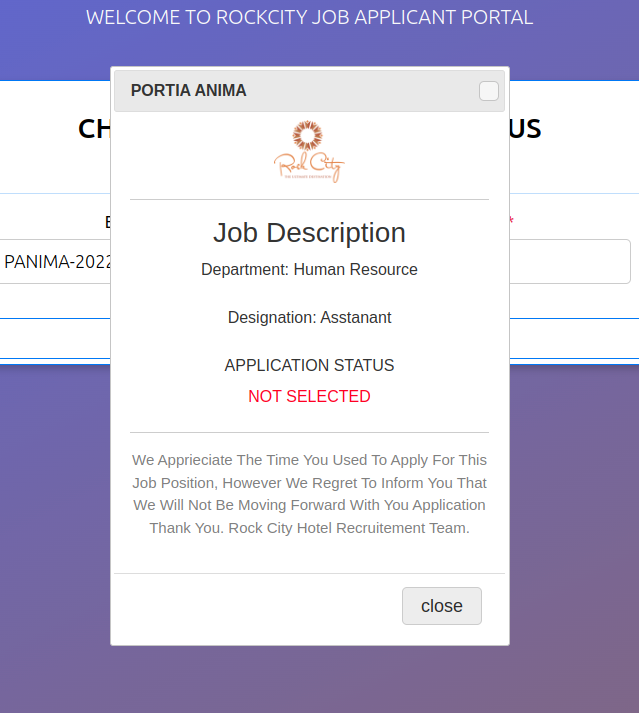 WELCOME TO ROCKCITY JOB APPLICANT PORTAL
PORTIA ANIMA
CH
US
Rock City
THE ULTIMATE DESTINATION
Job Description
Department: Human Resource
*
PANIMA-2022
Designation: Asstanant
APPLICATION STATUS
NOT SELECTED
We Apprieciate The Time You Used To Apply For This
Job Position, However We Regret To Inform You That
We Will Not Be Moving Forward With You Application
Thank You. Rock City Hotel Recruitement Team.
close